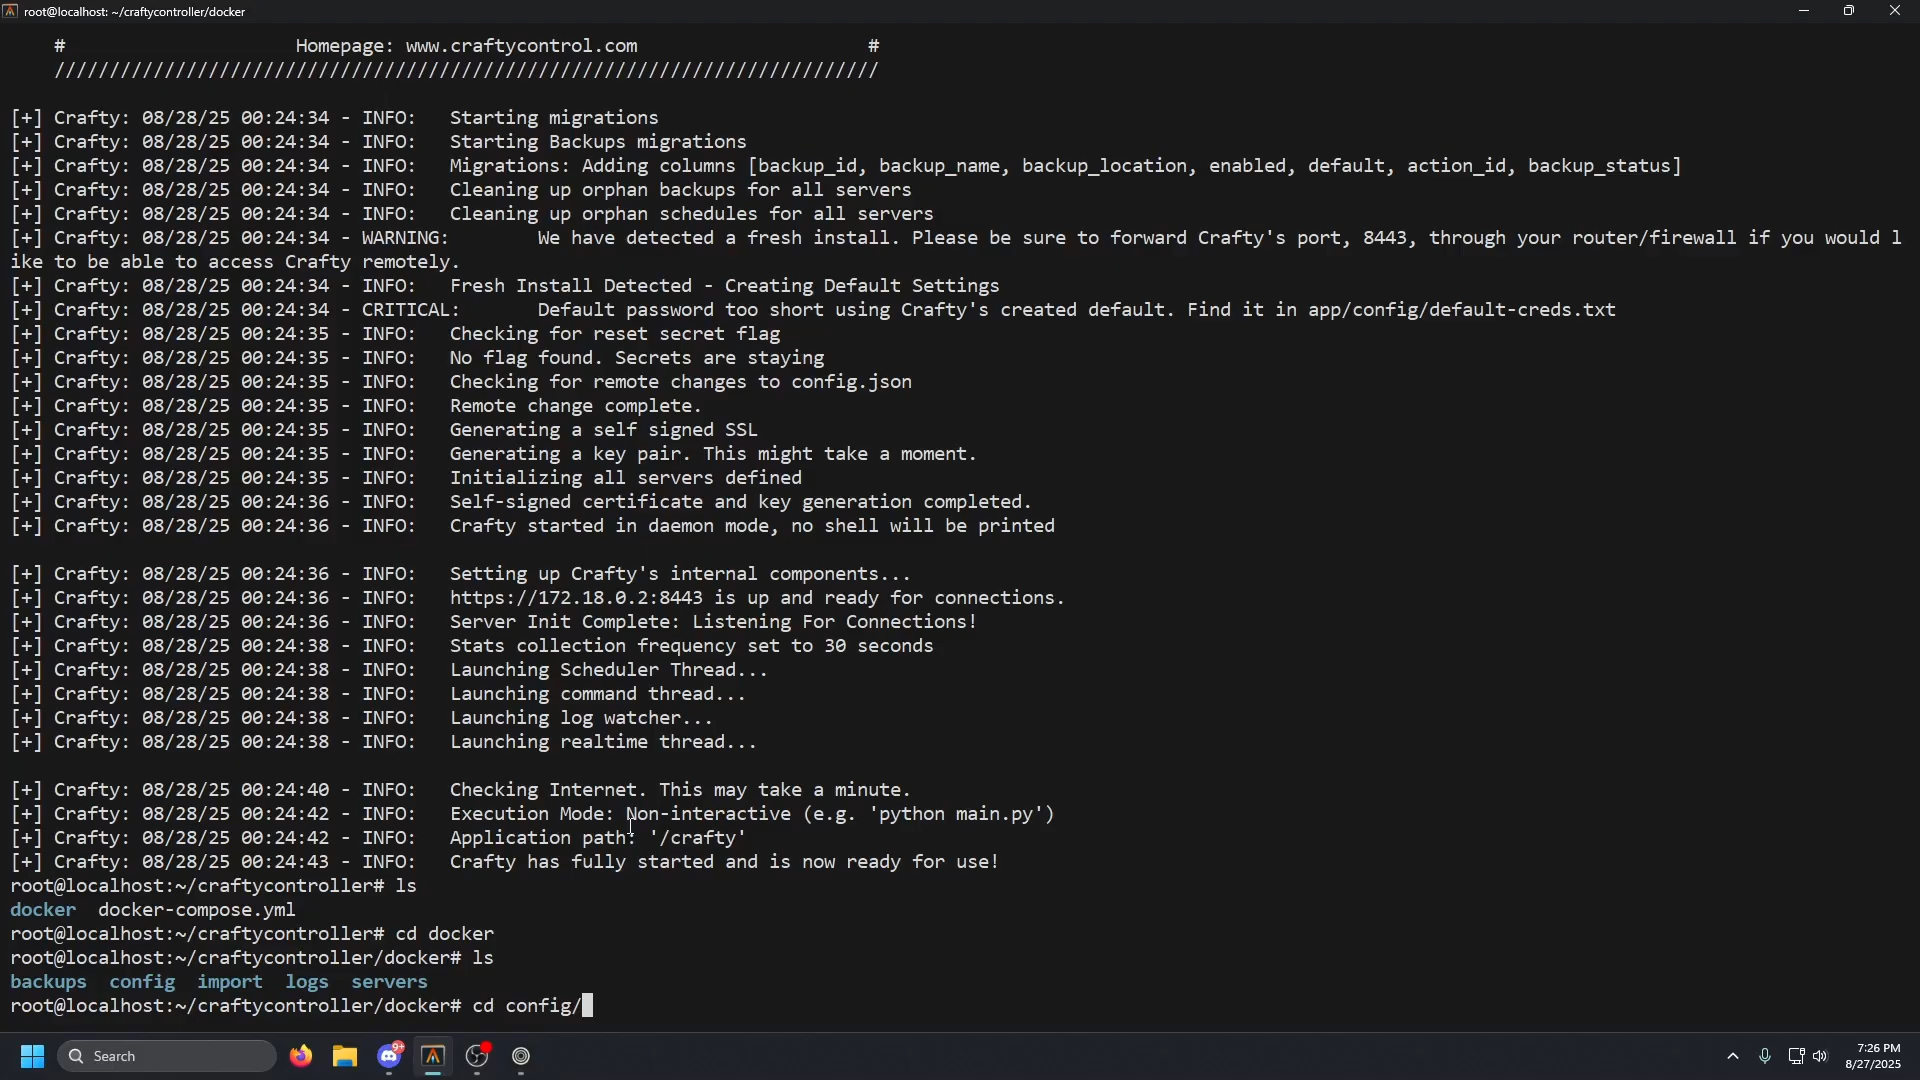 root@localhost: ~/craftycontroller/docker
# Homepage: www.craftycontrol.com #
///////////////////////////////////////////////////////////////////////////
[+] Crafty: 08/28/25 00:24:34 - INFO: Starting migrations
[+] Crafty: 08/28/25 00:24:34 - INFO: Starting Backups migrations
[+] Crafty: 08/28/25 00:24:34 - INFO: Migrations: Adding columns [backup_id, backup_name, backup_location, enabled, default, action_id, backup_status]
[+] Crafty: 08/28/25 00:24:34 - INFO: Cleaning up orphan backups for all servers
[+] Crafty: 08/28/25 00:24:34 - INFO: Cleaning up orphan schedules for all servers
[+] Crafty: 08/28/25 00:24:34 - WARNING: We have detected a fresh install. Please be sure to forward Crafty's port, 8443, through your router/firewall if you would l
ike to be able to access Crafty remotely.
[+] Crafty: 08/28/25 00:24:34 - INFO: Fresh Install Detected - Creating Default Settings
[+] Crafty: 08/28/25 00:24:34 - CRITICAL: Default password too short using Crafty's created default. Find it in app/config/default-creds.txt
[+] Crafty: 08/28/25 00:24:35 - INFO: Checking for reset secret flag
[+] Crafty: 08/28/25 00:24:35 - INFO: No flag found. Secrets are staying
[+] Crafty: 08/28/25 00:24:35 - INFO: Checking for remote changes to config.json
[+] Crafty: 08/28/25 00:24:35 - INFO: Remote change complete.
[+] Crafty: 08/28/25 00:24:35 - INFO: Generating a self signed SSL
[+] Crafty: 08/28/25 00:24:35 - INFO: Generating a key pair. This might take a moment.
[+] Crafty: 08/28/25 00:24:35 - INFO: Initializing all servers defined
[+] Crafty: 08/28/25 00:24:36 - INFO: Self-signed certificate and key generation completed.
[+] Crafty: 08/28/25 00:24:36 - INFO: Crafty started in daemon mode, no shell will be printed
[+] Crafty: 08/28/25 00:24:36 - INFO: Setting up Crafty's internal components...
[+] Crafty: 08/28/25 00:24:36 - INFO: https://172.18.0.2:8443 is up and ready for connections.
[+] Crafty: 08/28/25 00:24:36 - INFO: Server Init Complete: Listening For Connections!
[+] Crafty: 08/28/25 00:24:38 - INFO: Stats collection frequency set to 30 seconds
[+] Crafty: 08/28/25 00:24:38 - INFO: Launching Scheduler Thread...
[+] Crafty: 08/28/25 00:24:38 - INFO: Launching command thread...
[+] Crafty: 08/28/25 00:24:38 - INFO: Launching log watcher...
[+] Crafty: 08/28/25 00:24:38 - INFO: Launching realtime thread...
[+] Crafty: 08/28/25 00:24:40 - INFO: Checking Internet. This may take a minute.
[+] Crafty: 08/28/25 00:24:42 - INFO: Execution Mode: Non-interactive (e.g. 'python main.py')
[+] Crafty: 08/28/25 00:24:42 - INFO: Application path: '/crafty'
[+] Crafty: 08/28/25 00:24:43 - INFO: Crafty has fully started and is now ready for use!
root@localhost:~/craftycontroller# ls
docker docker-compose.yml
root@localhost:~/craftycontroller# cd docker
root@localhost:~/craftycontroller/docker# ls
backups config import logs servers
root@localhost:~/craftycontroller/docker# cd config/
Search
9+
7:26 PM
8/27/2025